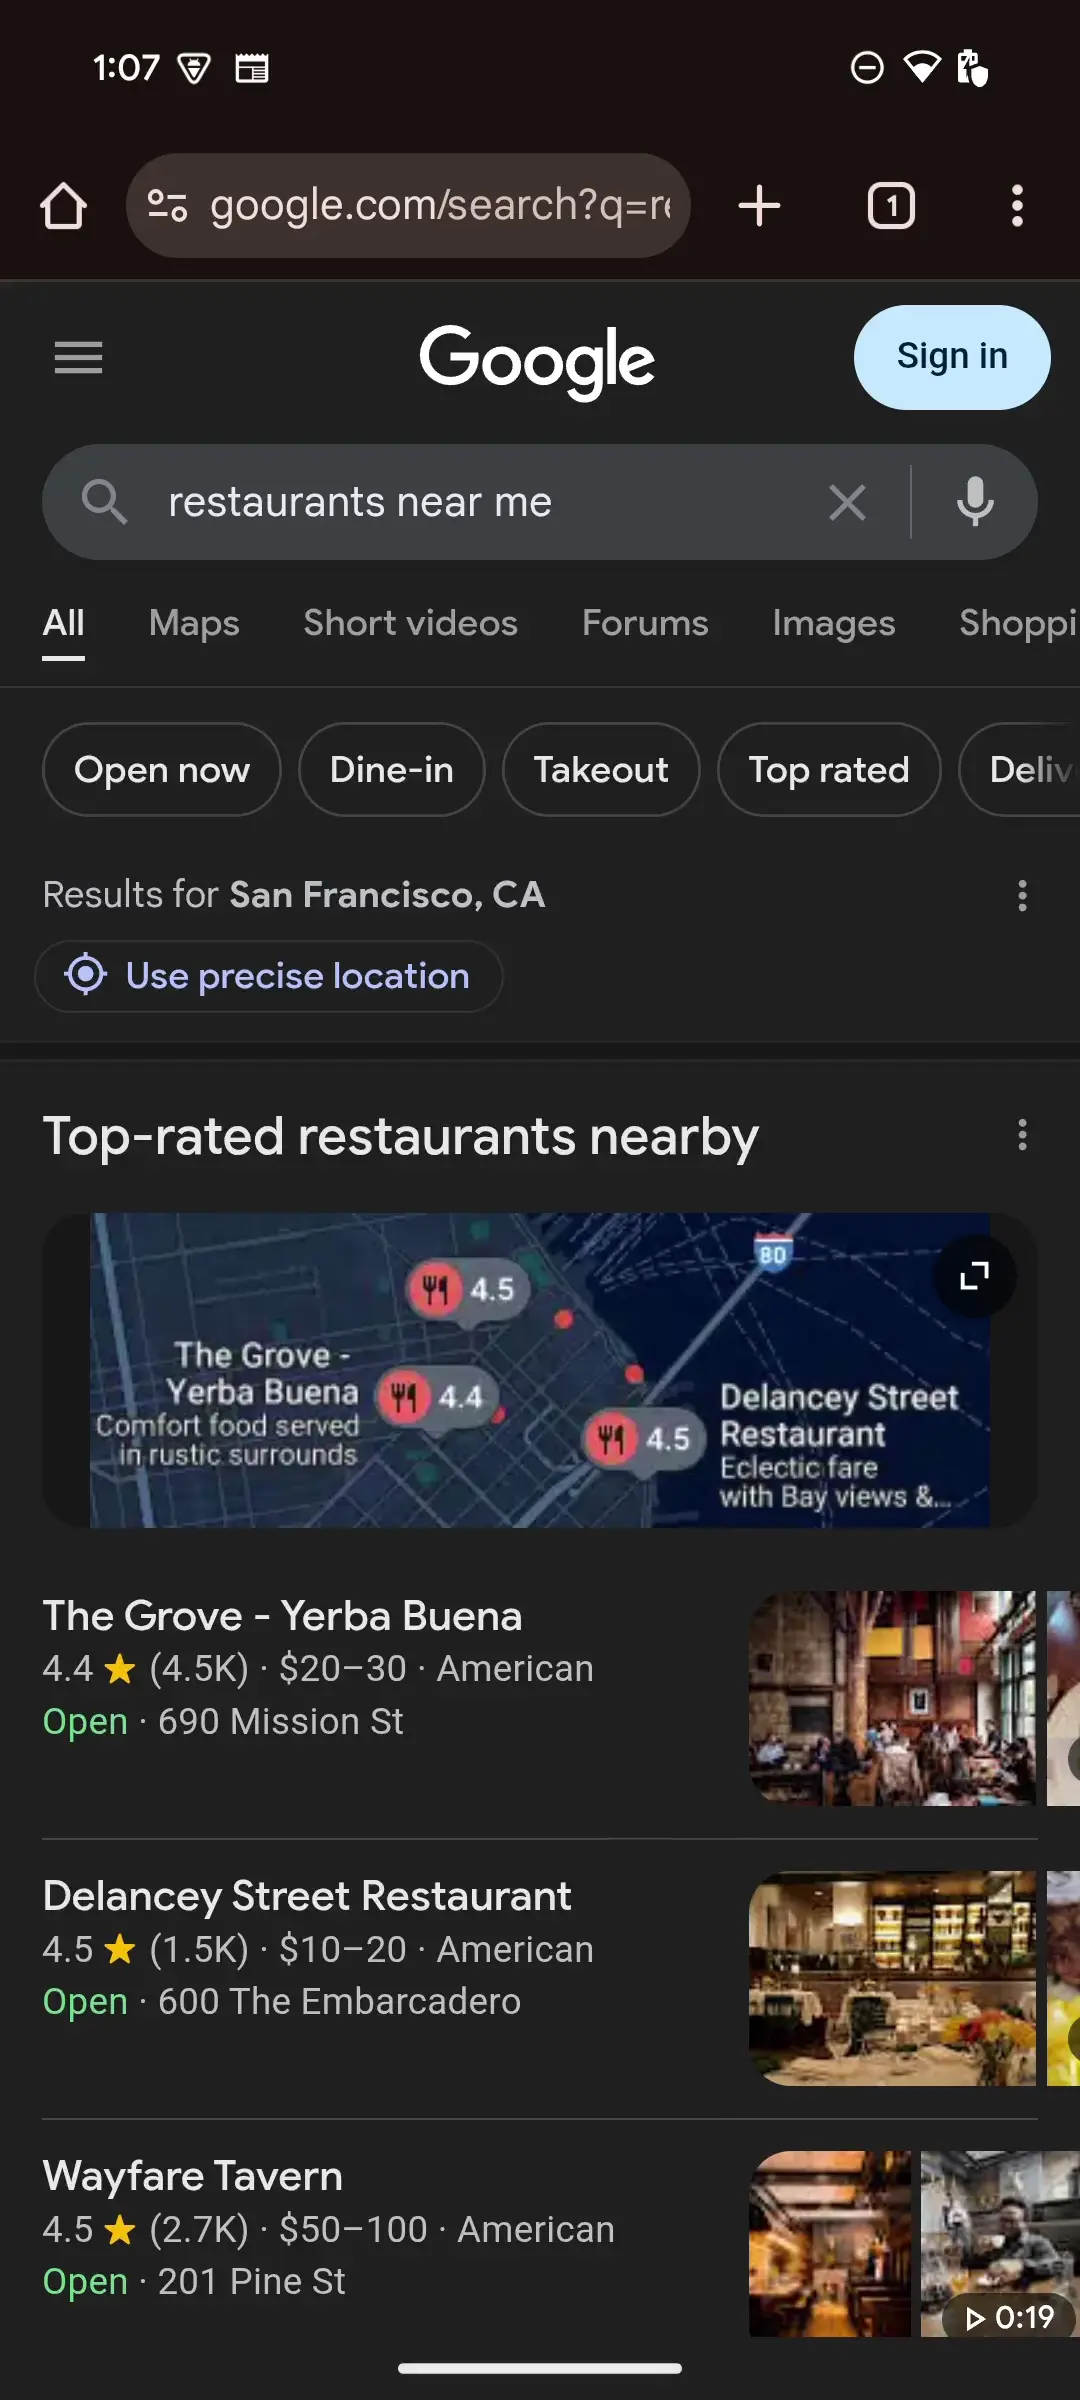 1:07
google.com/search?q=re
1
Google
Sign in
restaurants near me
All Maps Short videos Forums Images Shoppi
Open now Dine-in Takeout Top rated Deliv
Results for San Francisco, CA
Use precise location
Top-rated restaurants nearby
80
4.5
The Grove -
Yerba Buena
Comfort food served
in rustic surrounds
4.4
4.5
Delancey Street
Restaurant
Eclectic fare
with Bay views &...
The Grove - Yerba Buena
4.4 ★ (4.5K) · $20–30 · American
Open · 690 Mission St
Delancey Street Restaurant
4.5 ★ (1.5K) · $10–20 · American
Open · 600 The Embarcadero
Wayfare Tavern
4.5 ★ (2.7K) · $50–100 · American
Open · 201 Pine St
0:19